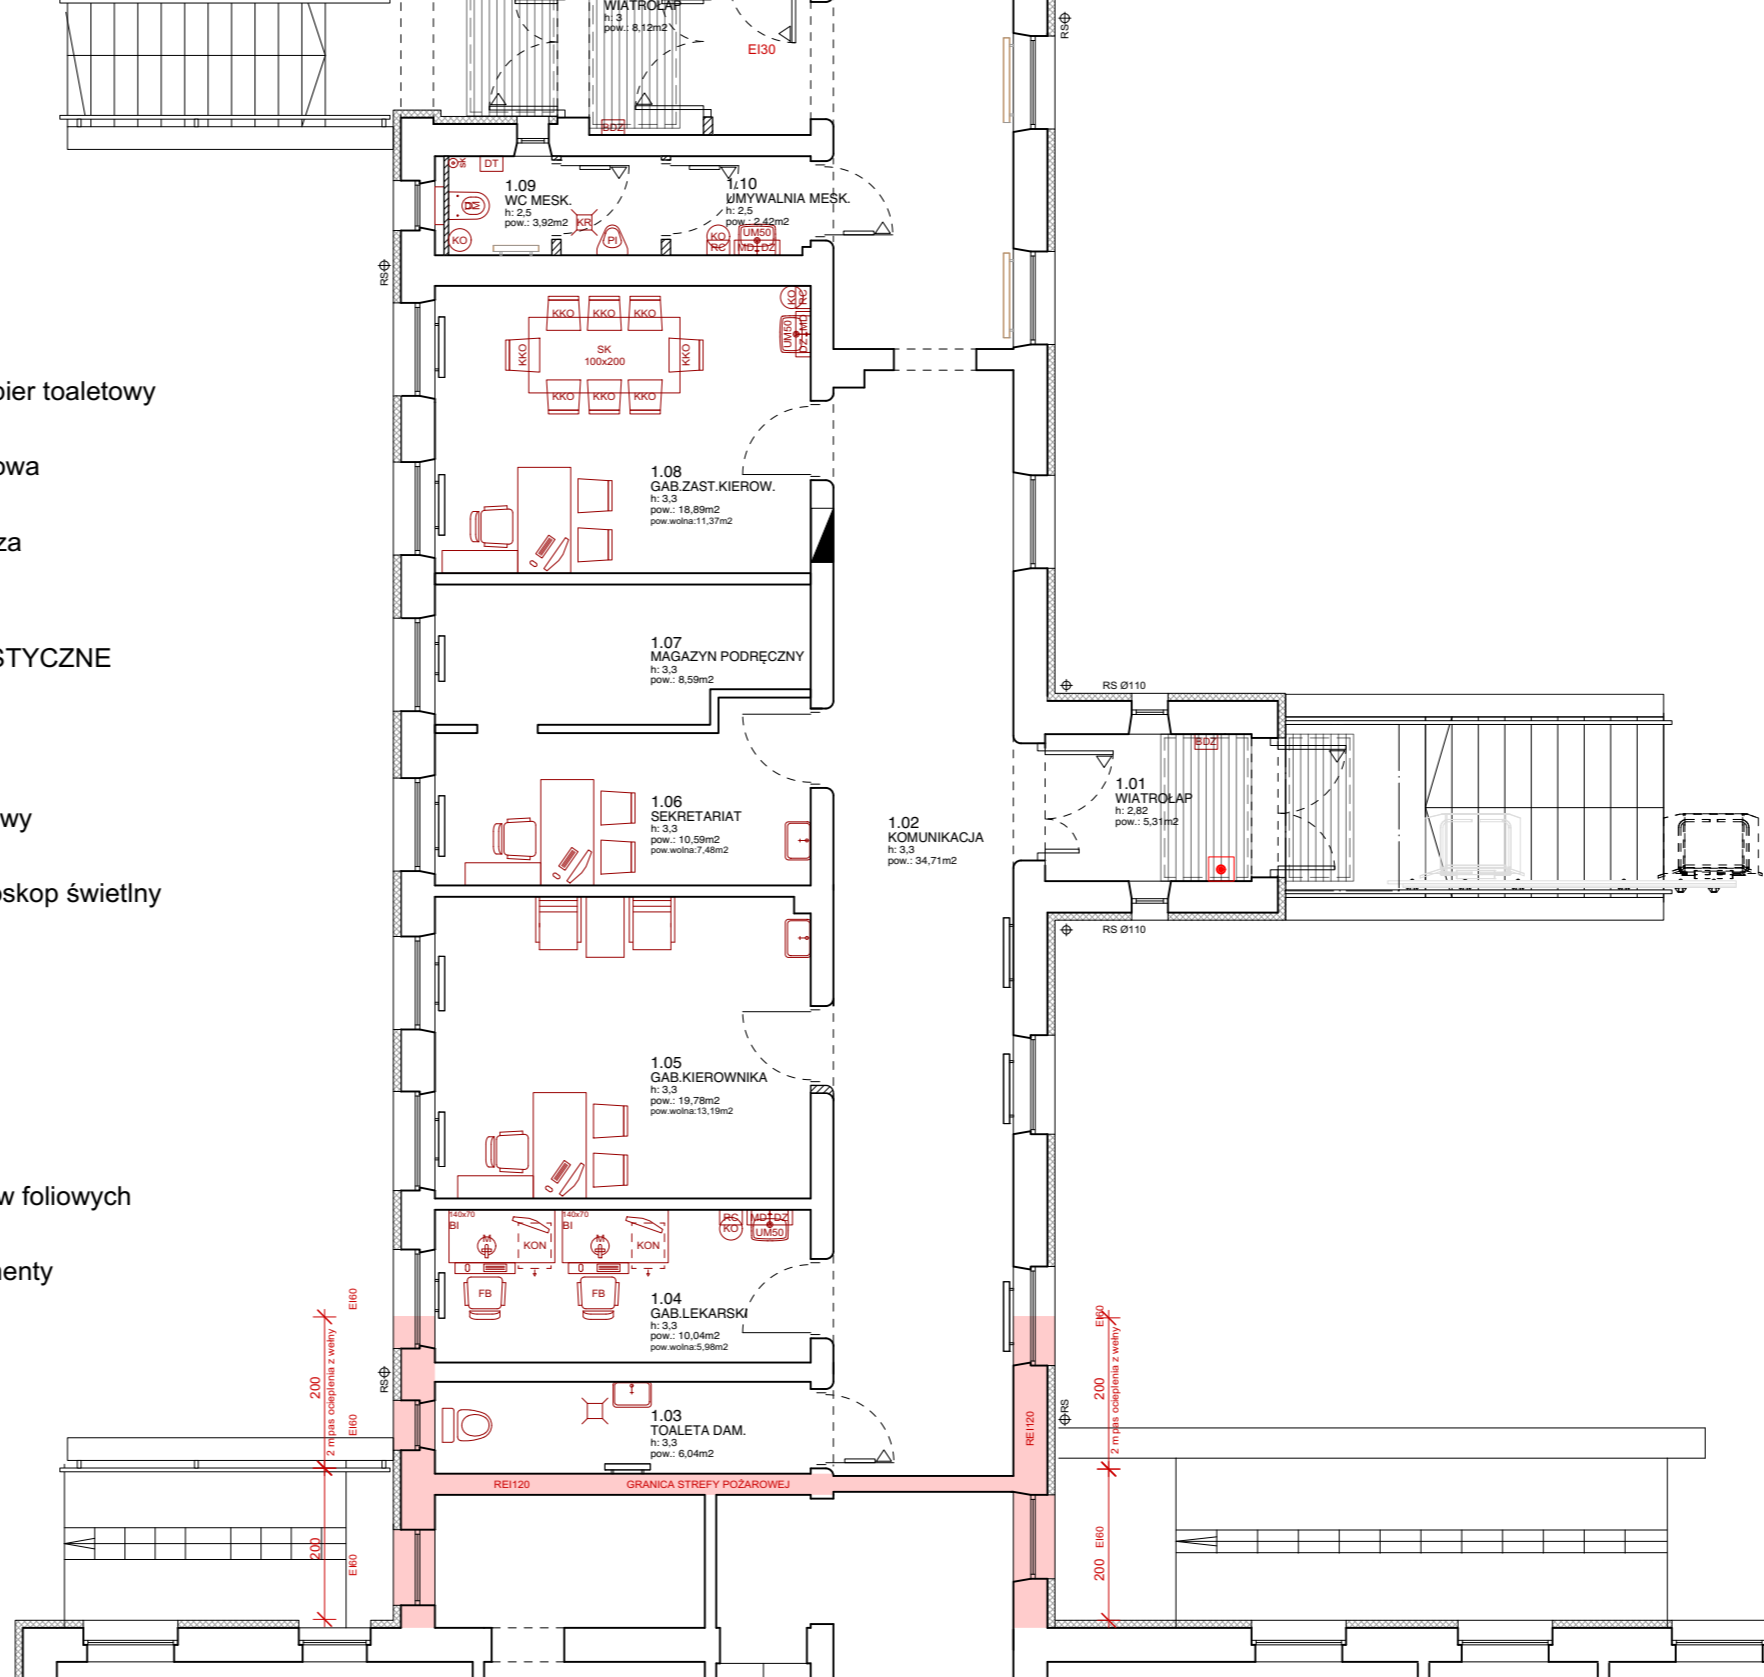 WIATROŁAP
h: 3
pow.: 8,12m2
EI30
BDZ
RS
SK
DT
1.09
WC MESK.
h: 2,5
pow.: 3,92m2
KO
KR
PI
1.10
UMYWALNIA MESK.
h: 2,5
pow.: 2,42m2
KO
RC
UM50
MD
DZ
RS
KKO
KKO
KKO
KKO
SK
100x200
KKO
KKO
KKO
KKO
KO
RC
UM50
MD
DZ
pier toaletowy
owa
za
STYCZNE
wy
oskop świetlny
w foliowych
nenty
1.08
GAB.ZAST.KIEROW.
h: 3,3
pow.: 18,89m2
pow.wolna:11,37m2
1.07
MAGAZYN PODRĘCZNY
h: 3,3
pow.: 8,59m2
RS Ø110
BDZ
1.01
WIATROŁAP
h: 2,82
pow.: 5,31m2
1.06
SEKRETARIAT
h: 3,3
pow.: 10,59m2
pow.wolna:7,48m2
1.02
KOMUNIKACJA
h: 3,3
pow.: 34,71m2
RS Ø110
1.05
GAB.KIEROWNIKA
h: 3,3
pow.: 19,78m2
pow.wolna:13,19m2
140x70
BI
M
KON
FB
140x70
BI
M
KON
FB
RC
KO
MD
DZ
UM50
1.04
GAB.LEKARSKI
h: 3,3
pow.: 10,04m2
pow.wolna:5,98m2
EI60
200
2 m pas ocieplenia z wełny
RS
EI60
EI60
200
2 m pas ocieplenia z wełny
RS
REI120
1.03
TOALETA DAM.
h: 3,3
pow.: 6,04m2
REI120
GRANICA STREFY POŻAROWEJ
200
EI60
200
EI60